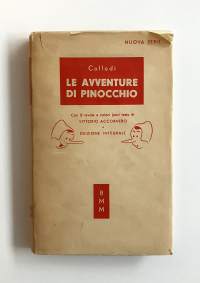 NUOVA SERIE
Collodi
LE AVVENTURE
DI PINOCCHIO
Con 8 tavole a colori fuori testo di
VITTORIO ACCORNERO
EDIZIONE INTEGRALE
B
M
M